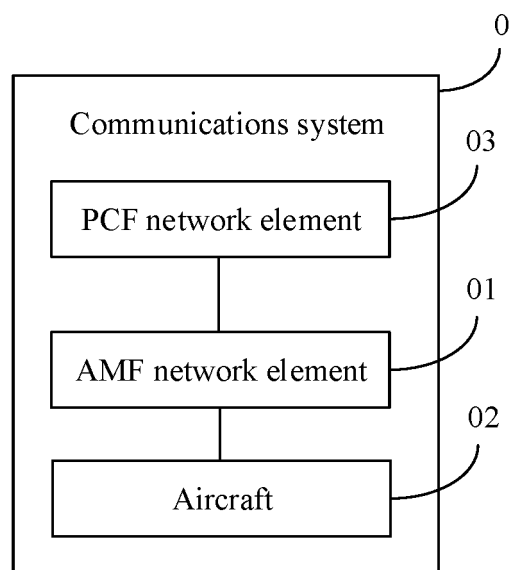 0
Communications system
03
PCF network element
01
AMF network element
02
Aircraft